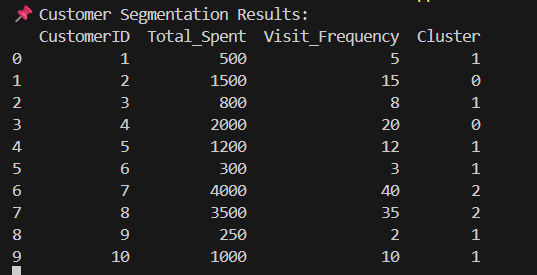 📌 Customer Segmentation Results:
   CustomerID  Total_Spent  Visit_Frequency  Cluster
0           1          500                5        1
1           2         1500               15        0
2           3          800                8        1
3           4         2000               20        0
4           5         1200               12        1
5           6          300                3        1
6           7         4000               40        2
7           8         3500               35        2
8           9          250                2        1
9          10         1000               10        1